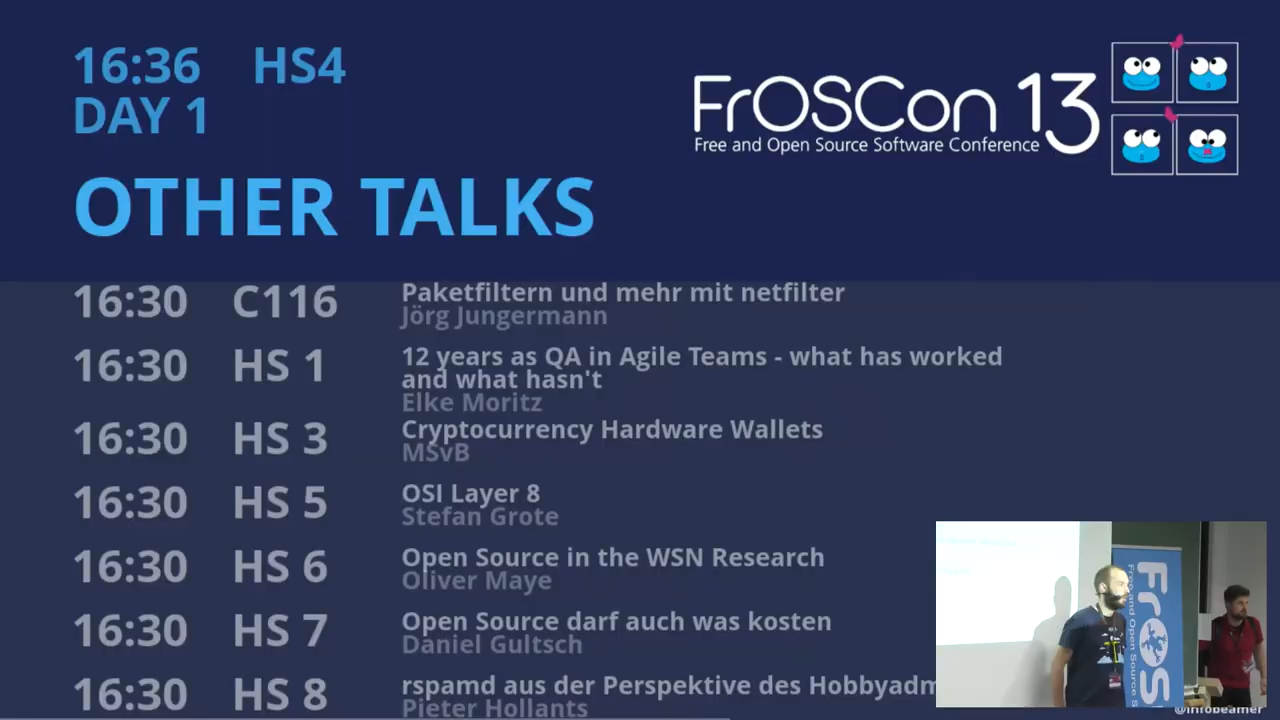 16:36 HS4
DAY 1
FrOSCon 13
Free and Open Source Software Conference
OTHER TALKS
16:30 C116 Paketfiltern und mehr mit netfilter
Jörg Jungermann
16:30 HS 1 12 years as QA in Agile Teams - what has worked
and what hasn't
Elke Moritz
16:30 HS 3 Cryptocurrency Hardware Wallets
MSvB
16:30 HS 5 OSI Layer 8
Stefan Grote
16:30 HS 6 Open Source in the WSN Research
Oliver Maye
16:30 HS 7 Open Source darf auch was kosten
Daniel Gultsch
16:30 HS 8 rspamd aus der Perspektive des Hobbyadm
Pieter Hollants
FrOS
Free and Open Source S
@infobeamer